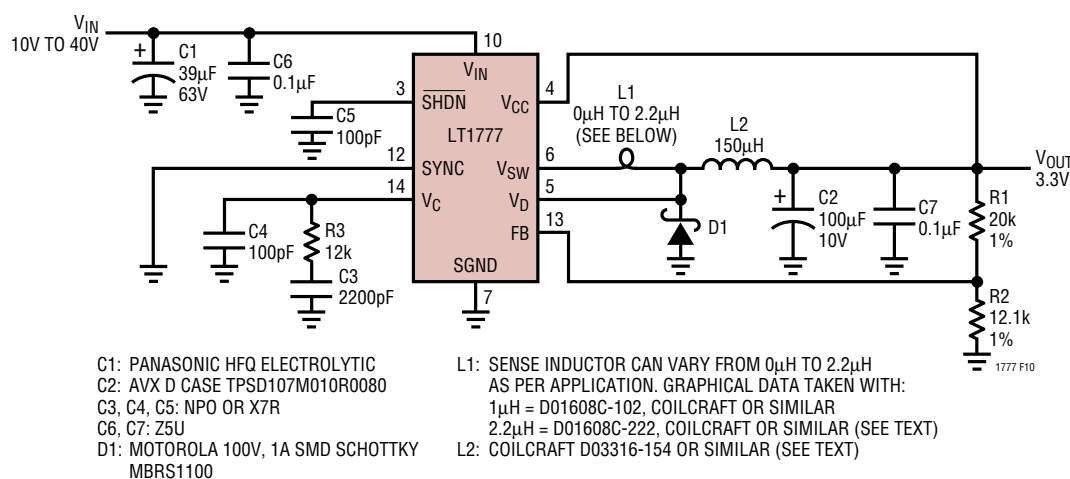 VIN
10V TO 40V
+
C1
39µF
63V
C6
0.1µF
10
VIN
3
SHDN
4
VCC
C5
100pF
LT1777
L1
0µH TO 2.2µH
(SEE BELOW)
L2
150µH
12
SYNC
6
VSW
VOUT
3.3V
14
VC
5
VD
D1
+
C2
100µF
10V
C7
0.1µF
R1
20k
1%
13
FB
C4
100pF
R3
12k
SGND
C3
2200pF
7
R2
12.1k
1%
1777 F10
C1: PANASONIC HFQ ELECTROLYTIC
C2: AVX D CASE TPSD107M010R0080
C3, C4, C5: NPO OR X7R
C6, C7: Z5U
D1: MOTOROLA 100V, 1A SMD SCHOTTKY
MBRS1100
L1: SENSE INDUCTOR CAN VARY FROM 0µH TO 2.2µH
AS PER APPLICATION. GRAPHICAL DATA TAKEN WITH:
1µH = D01608C-102, COILCRAFT OR SIMILAR
2.2µH = D01608C-222, COILCRAFT OR SIMILAR (SEE TEXT)
L2: COILCRAFT D03316-154 OR SIMILAR (SEE TEXT)